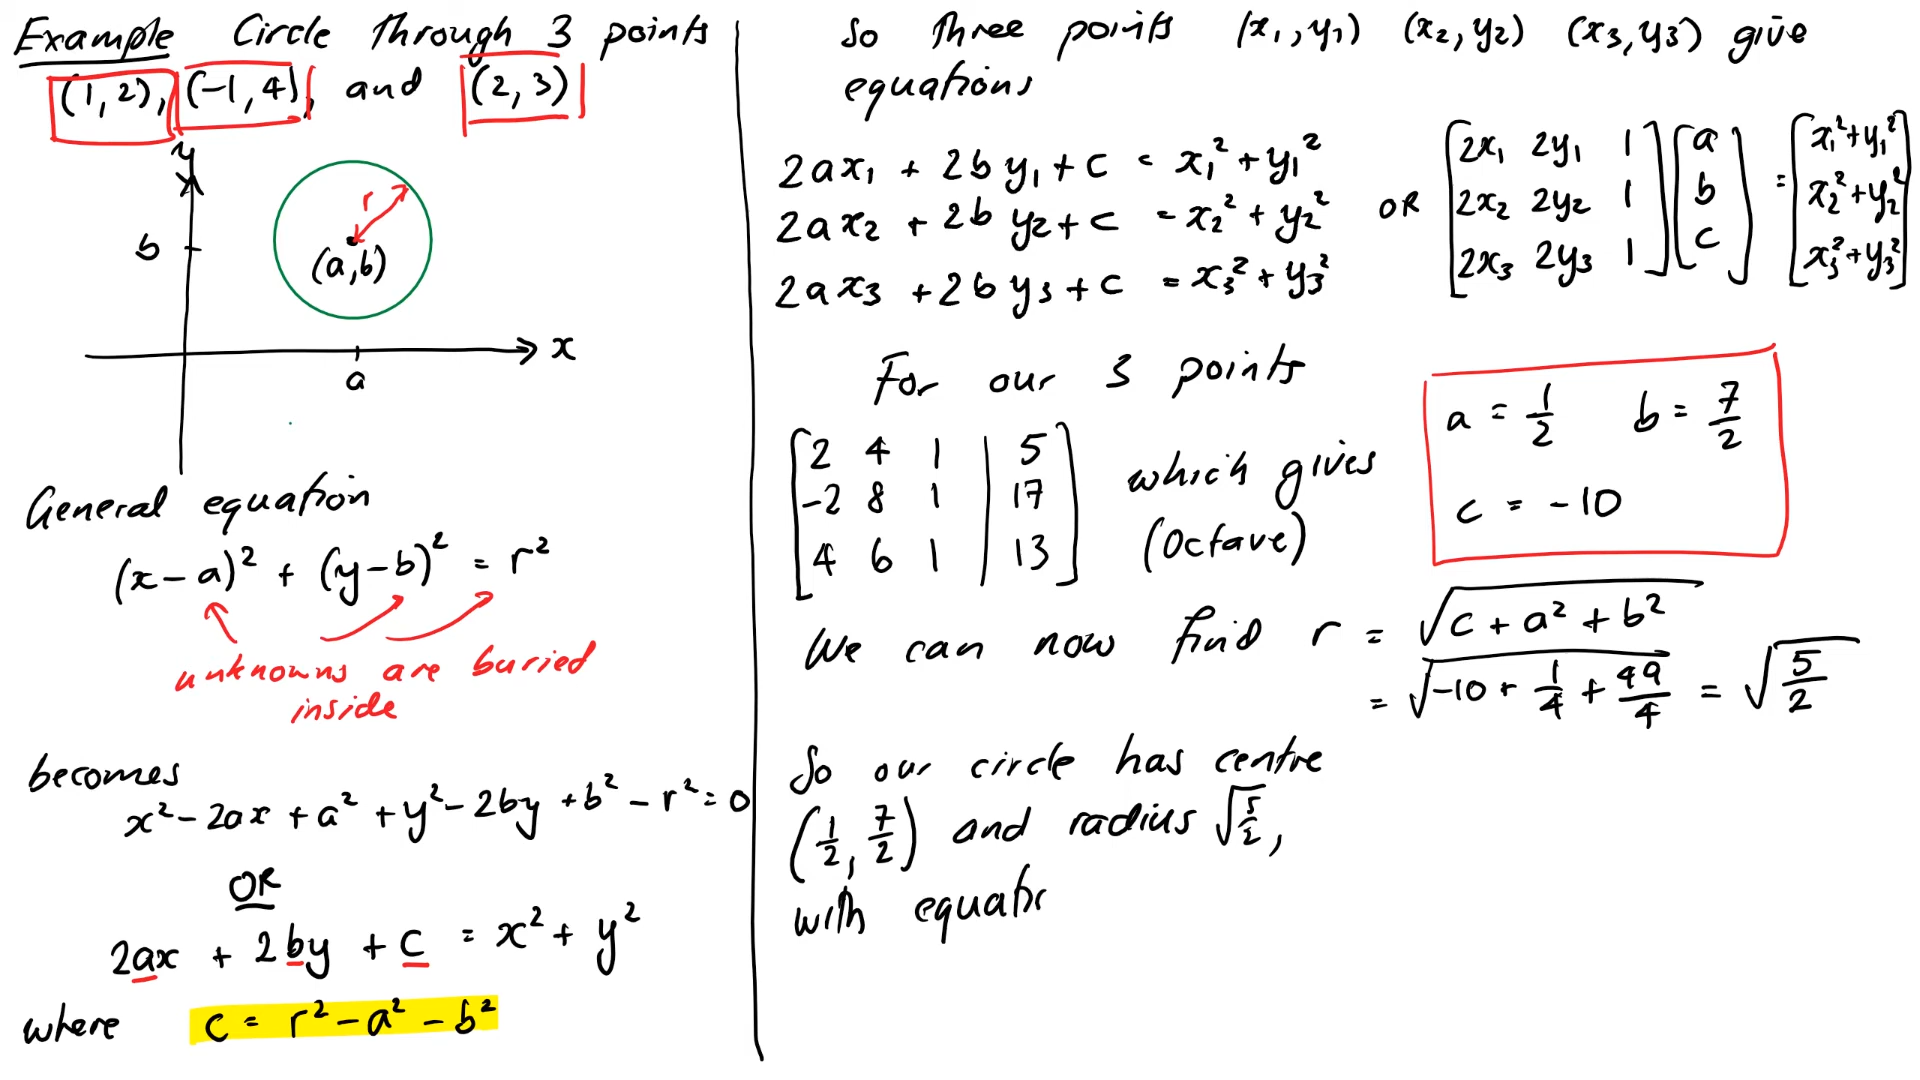 Example Circle through 3 points
(1, 2), (-1, 4), and (2, 3)
y
r
b
(a, b)
x
a
General equation
(x-a)² + (y-b)² = r²
unknowns are buried
inside
becomes
x² - 2ax + a² + y² - 2by + b² - r² = 0
OR
2ax + 2by + c = x² + y²
where c = r² - a² - b²
So three points (x₁, y₁) (x₂, y₂) (x₃, y₃) give
equations
2ax₁ + 2by₁ + c = x₁² + y₁²
2ax₂ + 2by₂ + c = x₂² + y₂²
2ax₃ + 2by₃ + c = x₃² + y₃²
OR
[2x₁ 2y₁ 1] [a] = [x₁² + y₁²]
[2x₂ 2y₂ 1] [b] [x₂² + y₂²]
[2x₃ 2y₃ 1] [c] [x₃² + y₃²]
For our 3 points
[2 4 1 | 5]
[-2 8 1 | 17]
[4 6 1 | 13]
which gives
(Octave)
a = 1/2 b = 7/2
c = -10
We can now find r = √(c + a² + b²)
= √(-10 + 1/4 + 49/4) = √(5/2)
So our circle has centre
(1/2, 7/2) and radius √(5/2),
with equatic